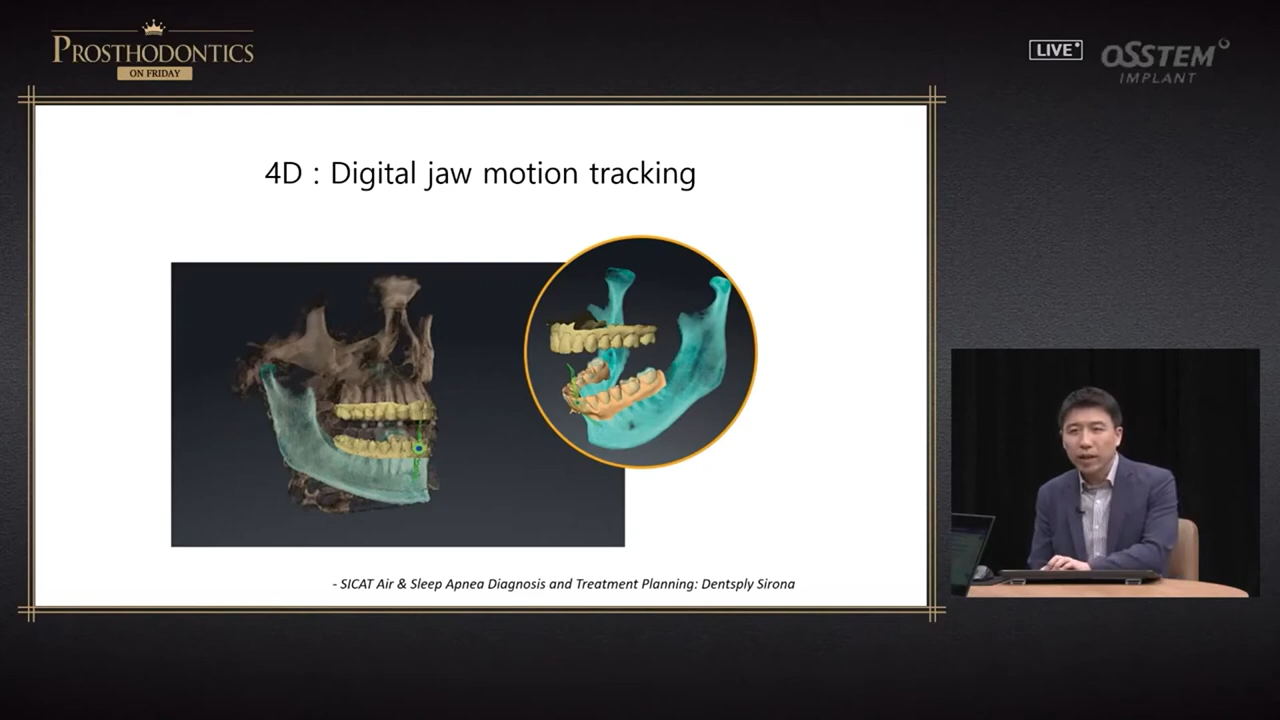 PROSTHODONTICS
ON FRIDAY
LIVE
OSSTEM
IMPLANT
4D : Digital jaw motion tracking
- SICAT Air & Sleep Apnea Diagnosis and Treatment Planning: Dentsply Sirona